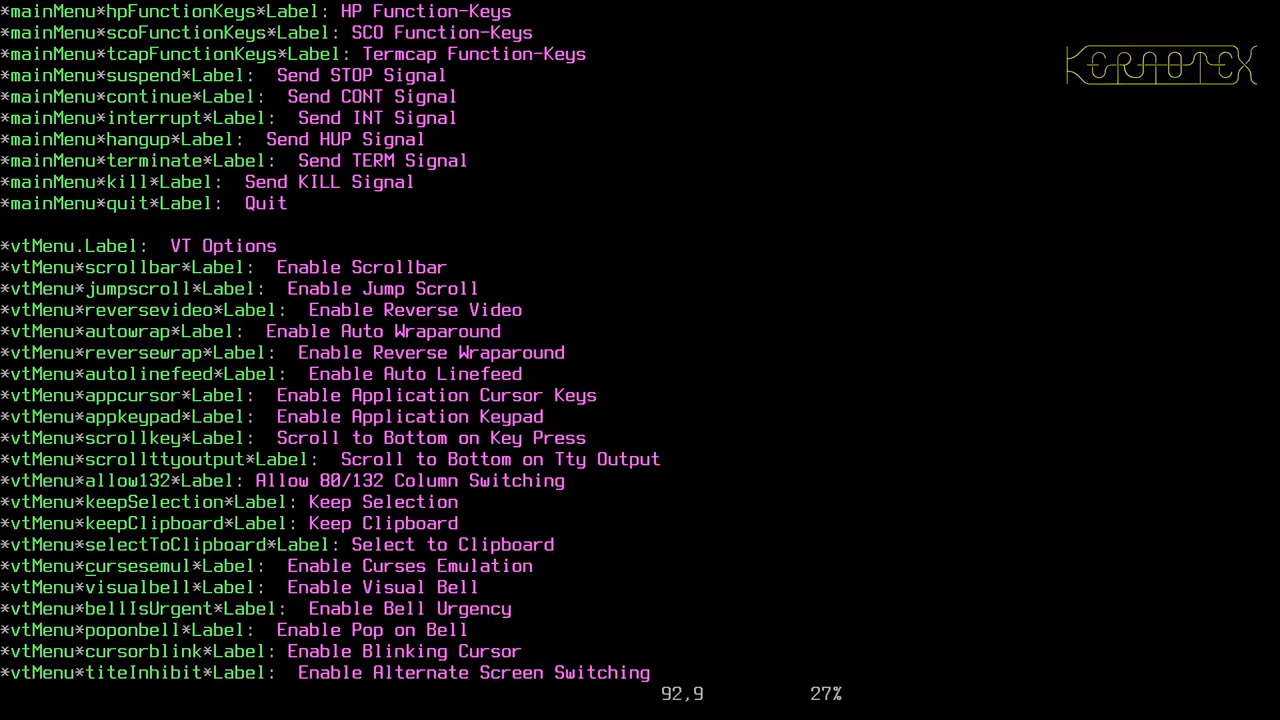 *mainMenu*hpFunctionKeys*Label: HP Function-Keys
*mainMenu*scoFunctionKeys*Label: SCO Function-Keys
*mainMenu*tcapFunctionKeys*Label: Termcap Function-Keys
*mainMenu*suspend*Label:  Send STOP Signal
*mainMenu*continue*Label:  Send CONT Signal
*mainMenu*interrupt*Label:  Send INT Signal
*mainMenu*hangup*Label:  Send HUP Signal
*mainMenu*terminate*Label:  Send TERM Signal
*mainMenu*kill*Label:  Send KILL Signal
*mainMenu*quit*Label:  Quit
*vtMenu.Label:  VT Options
*vtMenu*scrollbar*Label:  Enable Scrollbar
*vtMenu*jumpscroll*Label:  Enable Jump Scroll
*vtMenu*reversevideo*Label:  Enable Reverse Video
*vtMenu*autowrap*Label:  Enable Auto Wraparound
*vtMenu*reversewrap*Label:  Enable Reverse Wraparound
*vtMenu*autolinefeed*Label:  Enable Auto Linefeed
*vtMenu*appcursor*Label:  Enable Application Cursor Keys
*vtMenu*appkeypad*Label:  Enable Application Keypad
*vtMenu*scrollkey*Label:  Scroll to Bottom on Key Press
*vtMenu*scrollttyoutput*Label:  Scroll to Bottom on Tty Output
*vtMenu*allow132*Label: Allow 80/132 Column Switching
*vtMenu*keepSelection*Label: Keep Selection
*vtMenu*keepClipboard*Label: Keep Clipboard
*vtMenu*selectToClipboard*Label: Select to Clipboard
*vtMenu*cursesemul*Label:  Enable Curses Emulation
*vtMenu*visualbell*Label:  Enable Visual Bell
*vtMenu*bellIsUrgent*Label:  Enable Bell Urgency
*vtMenu*poponbell*Label:  Enable Pop on Bell
*vtMenu*cursorblink*Label: Enable Blinking Cursor
*vtMenu*titeInhibit*Label:  Enable Alternate Screen Switching
92,9 27%